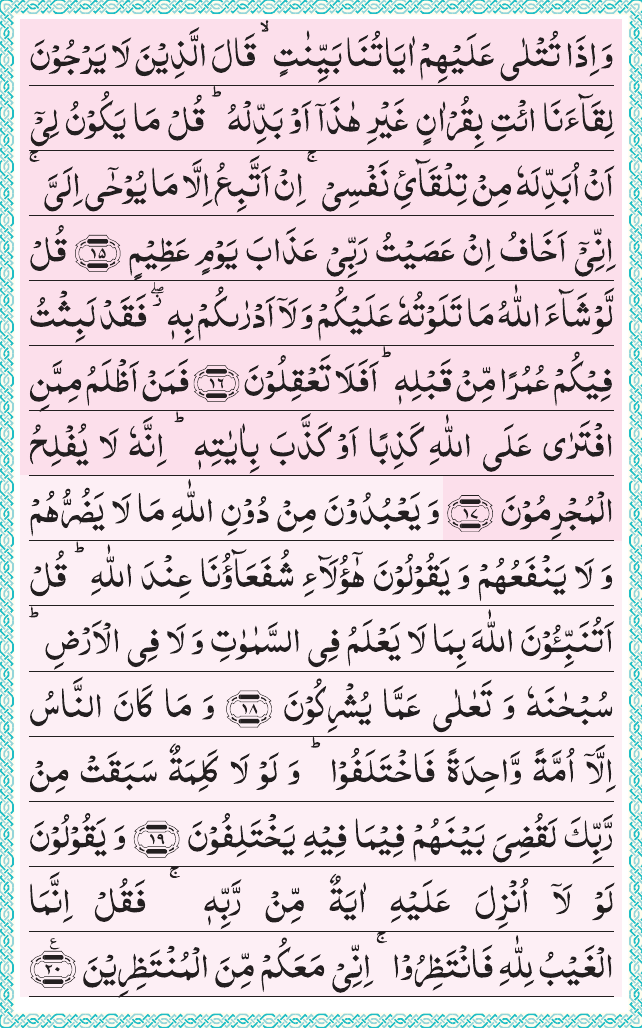 وَاِذَا تُتْلٰى عَلَيْهِمْ اٰيَاتُنَا بَيِّنٰتٍ ۙ قَالَ الَّذِيْنَ لَا يَرْجُوْنَ
لِقَآءَنَا ائْتِ بِقُرْاٰنٍ غَيْرِ هٰذَآ اَوْ بَدِّلْهُ ؕ قُلْ مَا يَكُوْنُ لِىْٓ
اَنْ اُبَدِّلَهٗ مِنْ تِلْقَآئِ نَفْسِىْ ۚ اِنْ اَتَّبِعُ اِلَّا مَا يُوْحٰٓى اِلَىَّ ۚ
اِنِّىْٓ اَخَافُ اِنْ عَصَيْتُ رَبِّىْ عَذَابَ يَوْمٍ عَظِيْمٍ ﴿۱۵﴾ قُلْ
لَّوْ شَآءَ اللّٰهُ مَا تَلَوْتُهٗ عَلَيْكُمْ وَلَاۤ اَدْرٰٮكُمْ بِهٖ ۖ ز فَقَدْ لَبِثْتُ
فِيْكُمْ عُمُرًا مِّنْ قَبْلِهٖ ؕ اَفَلَا تَعْقِلُوْنَ ﴿۱۶﴾ فَمَنْ اَظْلَمُ مِمَّنِ
افْتَرٰى عَلَى اللّٰهِ كَذِبًا اَوْ كَذَّبَ بِاٰيٰتِهٖ ؕ اِنَّهٗ لَا يُفْلِحُ
الْمُجْرِمُوْنَ ﴿۱۷﴾ وَ يَعْبُدُوْنَ مِنْ دُوْنِ اللّٰهِ مَا لَا يَضُرُّهُمْ
وَ لَا يَنْفَعُهُمْ وَ يَقُوْلُوْنَ هٰٓؤُلَآءِ شُفَعَآؤُنَا عِنْدَ اللّٰهِ ؕ قُلْ
اَتُنَبِّـُٔوْنَ اللّٰهَ بِمَا لَا يَعْلَمُ فِى السَّمٰوٰتِ وَ لَا فِى الْاَرْضِ ؕ
سُبْحٰنَهٗ وَ تَعٰلٰى عَمَّا يُشْرِكُوْنَ ﴿۱۸﴾ وَ مَا كَانَ النَّاسُ
اِلَّاۤ اُمَّةً وَّاحِدَةً فَاخْتَلَفُوْا ؕ وَ لَوْ لَا كَلِمَةٌ سَبَقَتْ مِنْ
رَّبِّكَ لَقُضِىَ بَيْنَهُمْ فِيْمَا فِيْهِ يَخْتَلِفُوْنَ ﴿۱۹﴾ وَ يَقُوْلُوْنَ
لَوْ لَاۤ اُنْزِلَ عَلَيْهِ اٰيَةٌ مِّنْ رَّبِّهٖ ۚ فَقُلْ اِنَّمَا
الْغَيْبُ لِلّٰهِ فَانْتَظِرُوْا ۚ اِنِّىْ مَعَكُمْ مِّنَ الْمُنْتَظِرِيْنَ ﴿۲۰﴾ ع